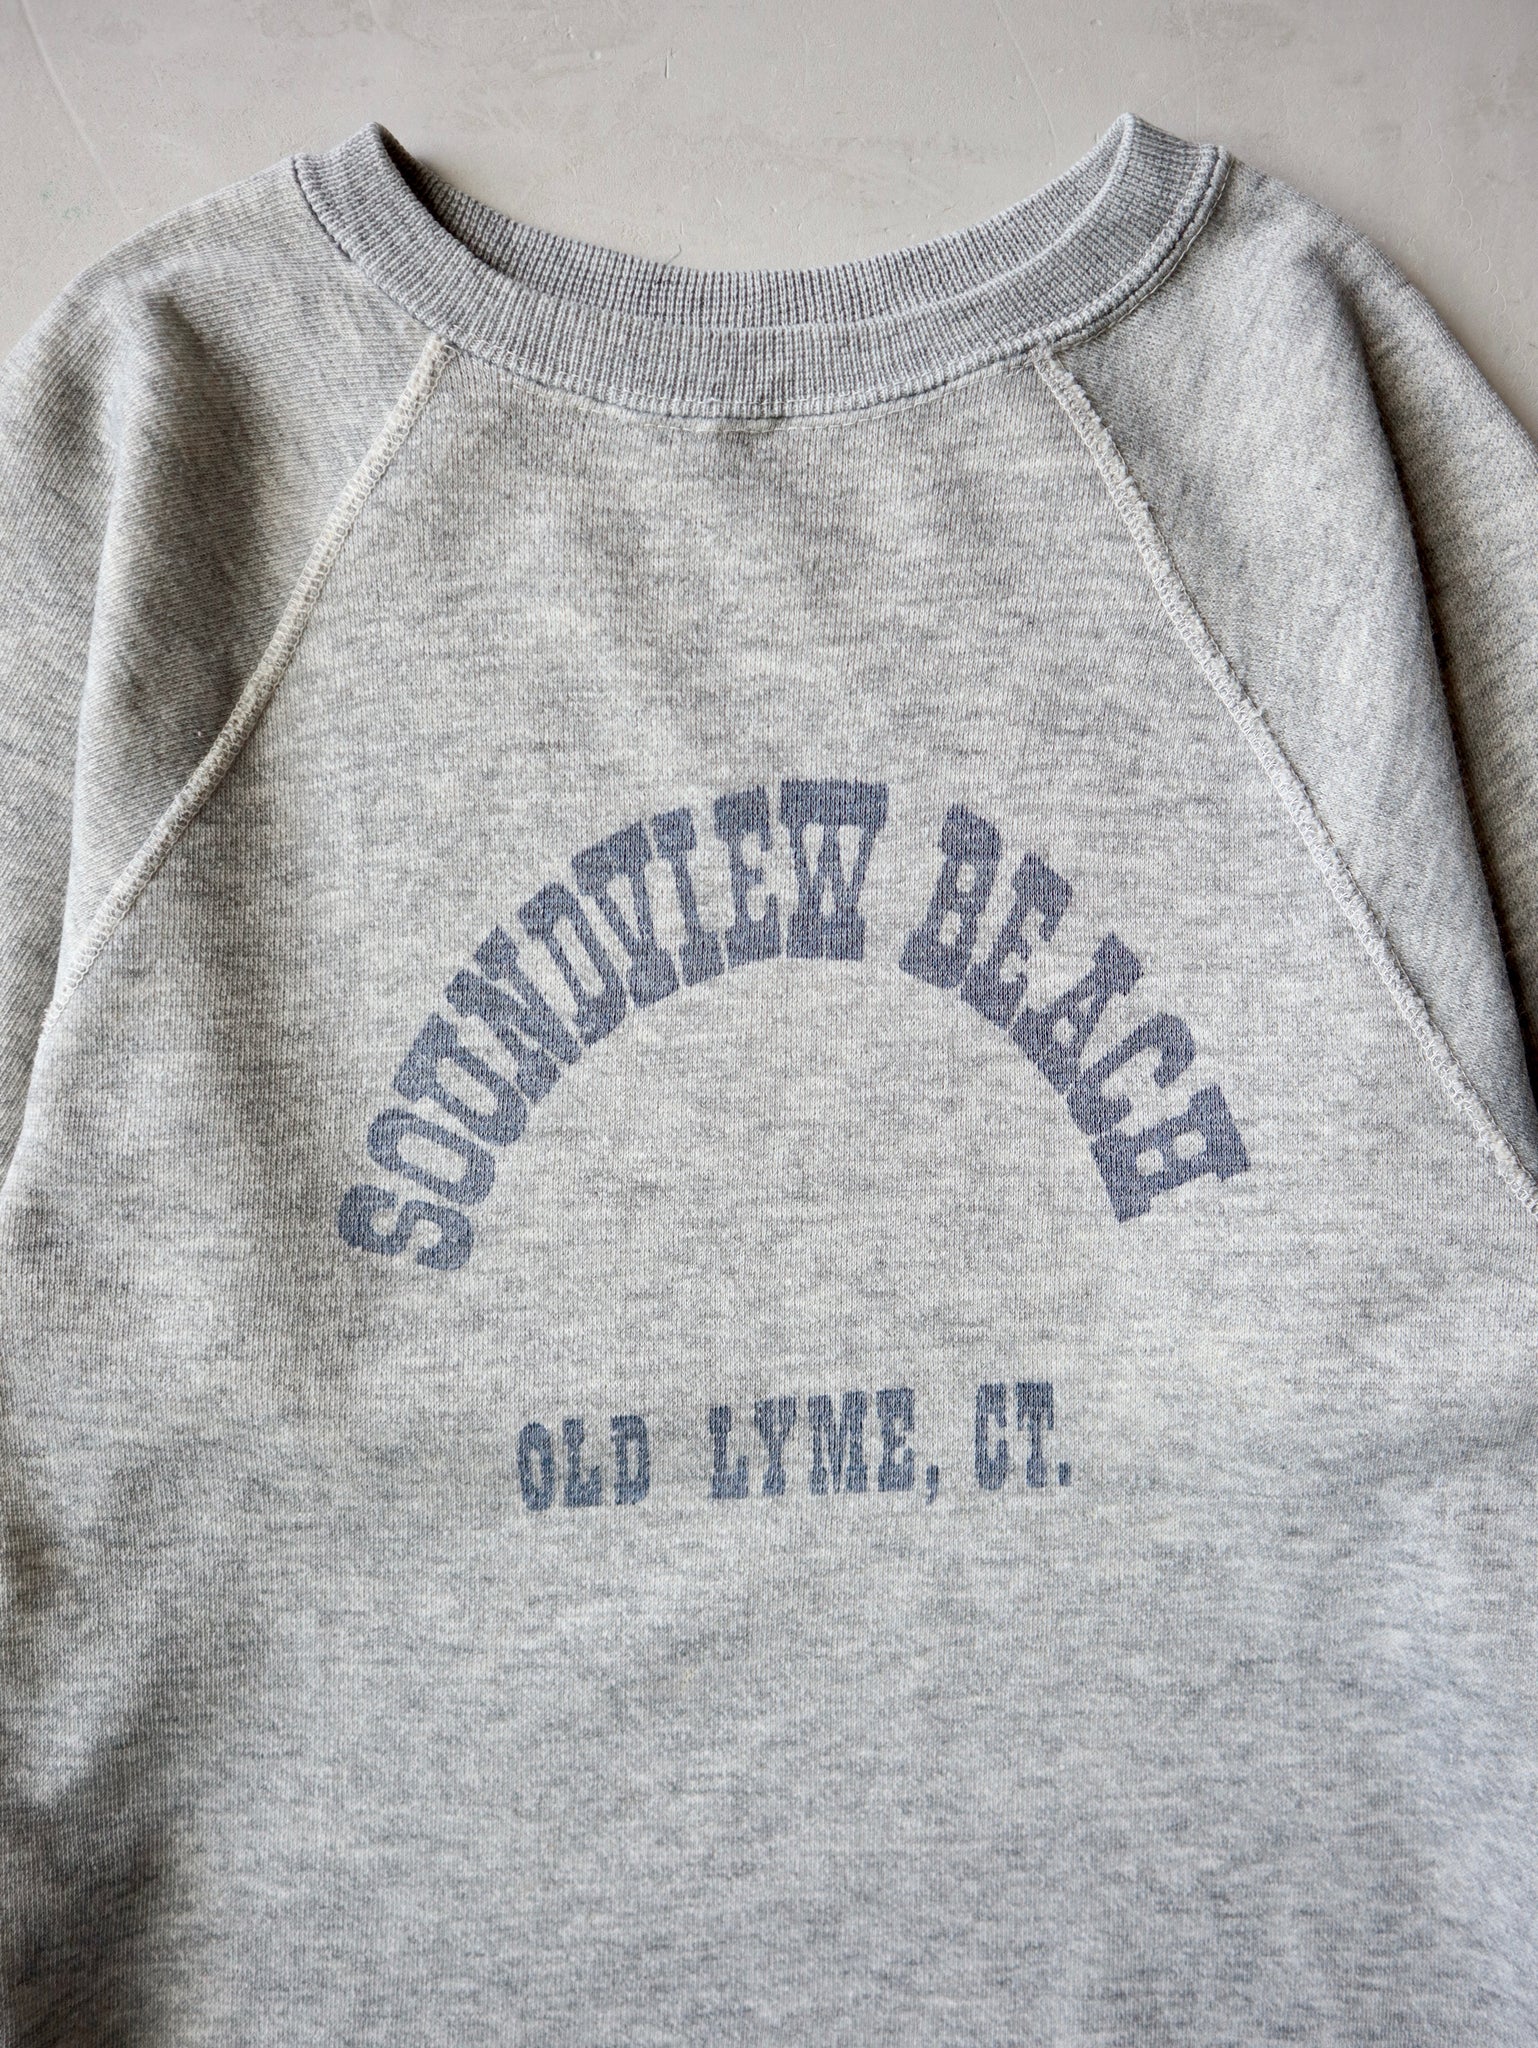 SOUNDVIEW BEACH
OLD LYME, CT.